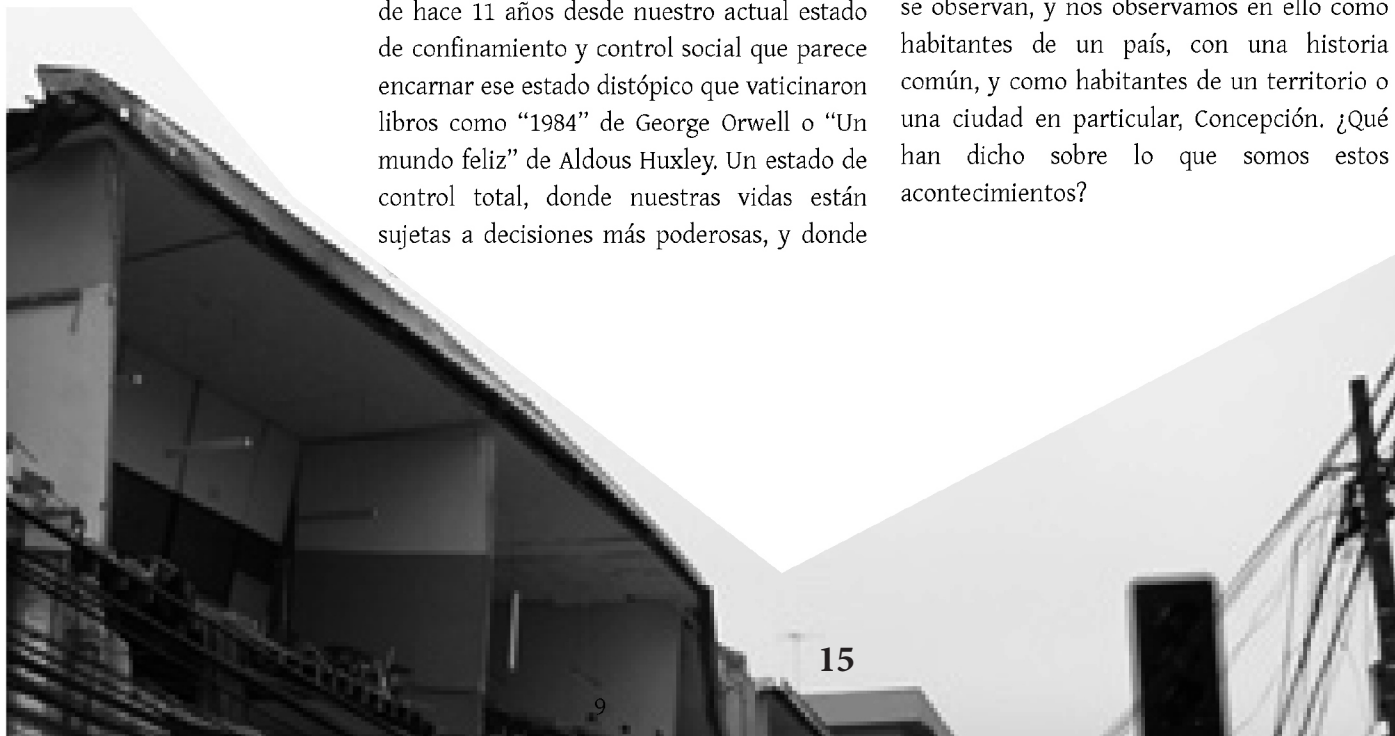 de hace 11 años desde nuestro actual estado
de confinamiento y control social que parece
encarnar ese estado distópico que vaticinaron
libros como “1984” de George Orwell o “Un
mundo feliz” de Aldous Huxley. Un estado de
control total, donde nuestras vidas están
sujetas a decisiones más poderosas, y donde
se observan, y nos observamos en ello como
habitantes de un país, con una historia
común, y como habitantes de un territorio o
una ciudad en particular, Concepción. ¿Qué
han dicho sobre lo que somos estos
acontecimientos?
15
9